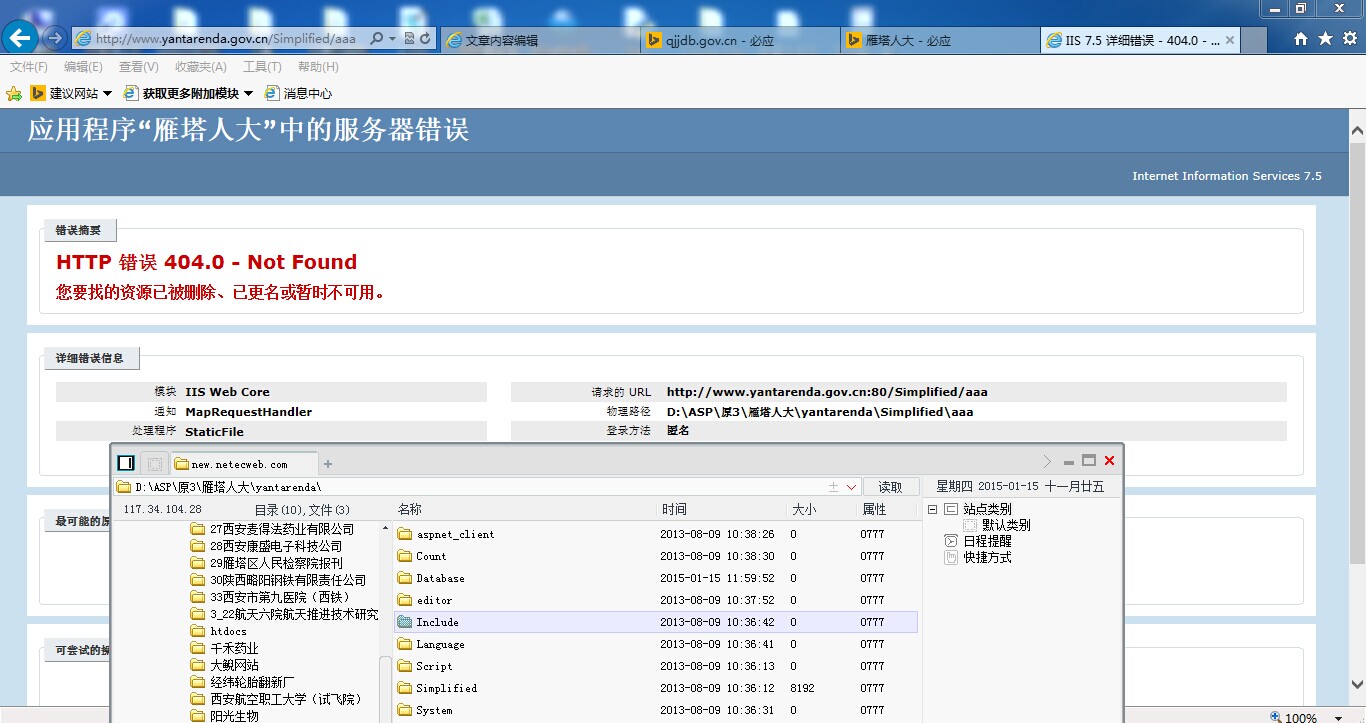 http://www.yantarenda.gov.cn/Simplified/aaa
文章内容编辑
qjjdb.gov.cn - 必应
雁塔人大 - 必应
IIS 7.5 详细错误 - 404.0 - ...
文件(F) 编辑(E) 查看(V) 收藏夹(A) 工具(T) 帮助(H)
建议网站 获取更多附加模块 消息中心
应用程序“雁塔人大”中的服务器错误
Internet Information Services 7.5
错误摘要
HTTP 错误 404.0 - Not Found
您要找的资源已被删除、已更名或暂时不可用。
详细错误信息
模块 IIS Web Core
通知 MapRequestHandler
处理程序 StaticFile
请求的 URL http://www.yantarenda.gov.cn:80/Simplified/aaa
物理路径 D:\ASP\原3\雁塔人大\yantarenda\Simplified\aaa
登录方法 匿名
最可能的原
可尝试的操
new.netecweb.com
D:\ASP\原3\雁塔人大\yantarenda\ 读取
星期四 2015-01-15 十一月廿五
117.34.104.28 目录(10),文件(3)
27西安麦得法药业有限公司
28西安康盛电子科技公司
29雁塔区人民检察院报刊
30陕西略阳钢铁有限责任公司
33西安市第九医院（西铁）
3_22航天六院航天推进技术研究
htdocs
千禾药业
大鲵网站
经纬轮胎翻新厂
西安航空职工大学（试飞院）
阳光生物
名称 时间 大小 属性
aspnet_client 2013-08-09 10:38:26 0 0777
Count 2013-08-09 10:38:30 0 0777
Database 2015-01-15 11:59:52 0 0777
editor 2013-08-09 10:37:52 0 0777
Include 2013-08-09 10:36:42 0 0777
Language 2013-08-09 10:36:41 0 0777
Script 2013-08-09 10:36:13 0 0777
Simplified 2013-08-09 10:36:12 8192 0777
System 2013-08-09 10:36:31 0 0777
站点类别
默认类别
日程提醒
快捷方式
100%